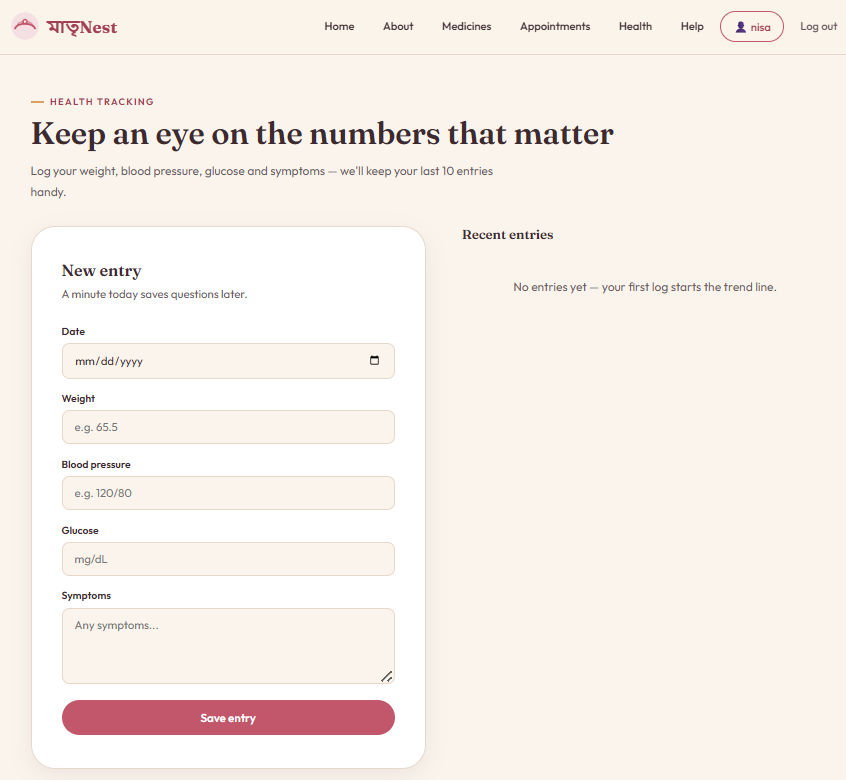 মাতৃNest
Home About Medicines Appointments Health Help nisa Log out
HEALTH TRACKING
Keep an eye on the numbers that matter
Log your weight, blood pressure, glucose and symptoms — we'll keep your last 10 entries
handy.
New entry
A minute today saves questions later.
Date
mm/dd/yyyy
Weight
e.g. 65.5
Blood pressure
e.g. 120/80
Glucose
mg/dL
Symptoms
Any symptoms...
Save entry
Recent entries
No entries yet — your first log starts the trend line.